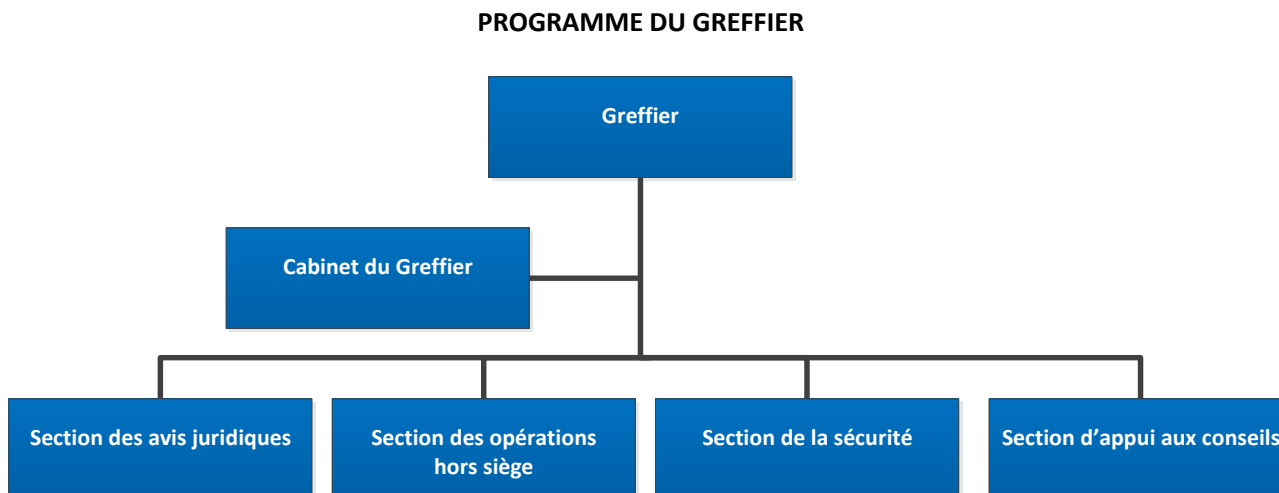 PROGRAMME DU GREFFIER
Greffier
Cabinet du Greffier
Section des avis juridiques
Section des opérations
hors siège
Section de la sécurité
Section d’appui aux conseils